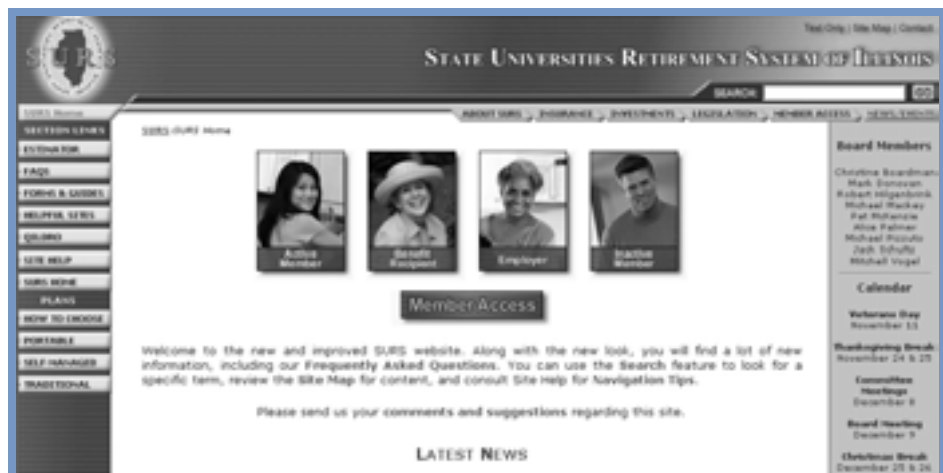 Text Only | Site Map | Contact
SURS
STATE UNIVERSITIES RETIREMENT SYSTEM OF ILLINOIS
SEARCH: GO
SURS Home
ABOUT SURS INSURANCE INVESTMENTS LEGISLATION MEMBER ACCESS NEWS/EVENTS
SECTION LINKS
ESTIMATOR
FAQS
FORMS & GUIDES
HELPFUL SITES
QILDRO
SITE HELP
SURS HOME
PLANS
HOW TO CHOOSE
PORTABLE
SELF MANAGED
TRADITIONAL
SURS:SURS Home
Active
Member
Benefit
Recipient
Employer
Inactive
Member
Member Access
Welcome to the new and improved SURS website. Along with the new look, you will find a lot of new
information, including our Frequently Asked Questions. You can use the Search feature to look for a
specific term, review the Site Map for content, and consult Site Help for Navigation Tips.
Please send us your comments and suggestions regarding this site.
LATEST NEWS
Board Members
Christine Boardman
Mark Donovan
Robert Hilgenbrink
Michael Mackey
Pat McKenzie
Alice Palmer
Michael Pizzuto
Jack Schultz
Mitchell Vogel
Calendar
Veterans Day
November 11
Thanksgiving Break
November 24 & 25
Committee
Meetings
December 8
Board Meeting
December 9
Christmas Break
December 25 & 26